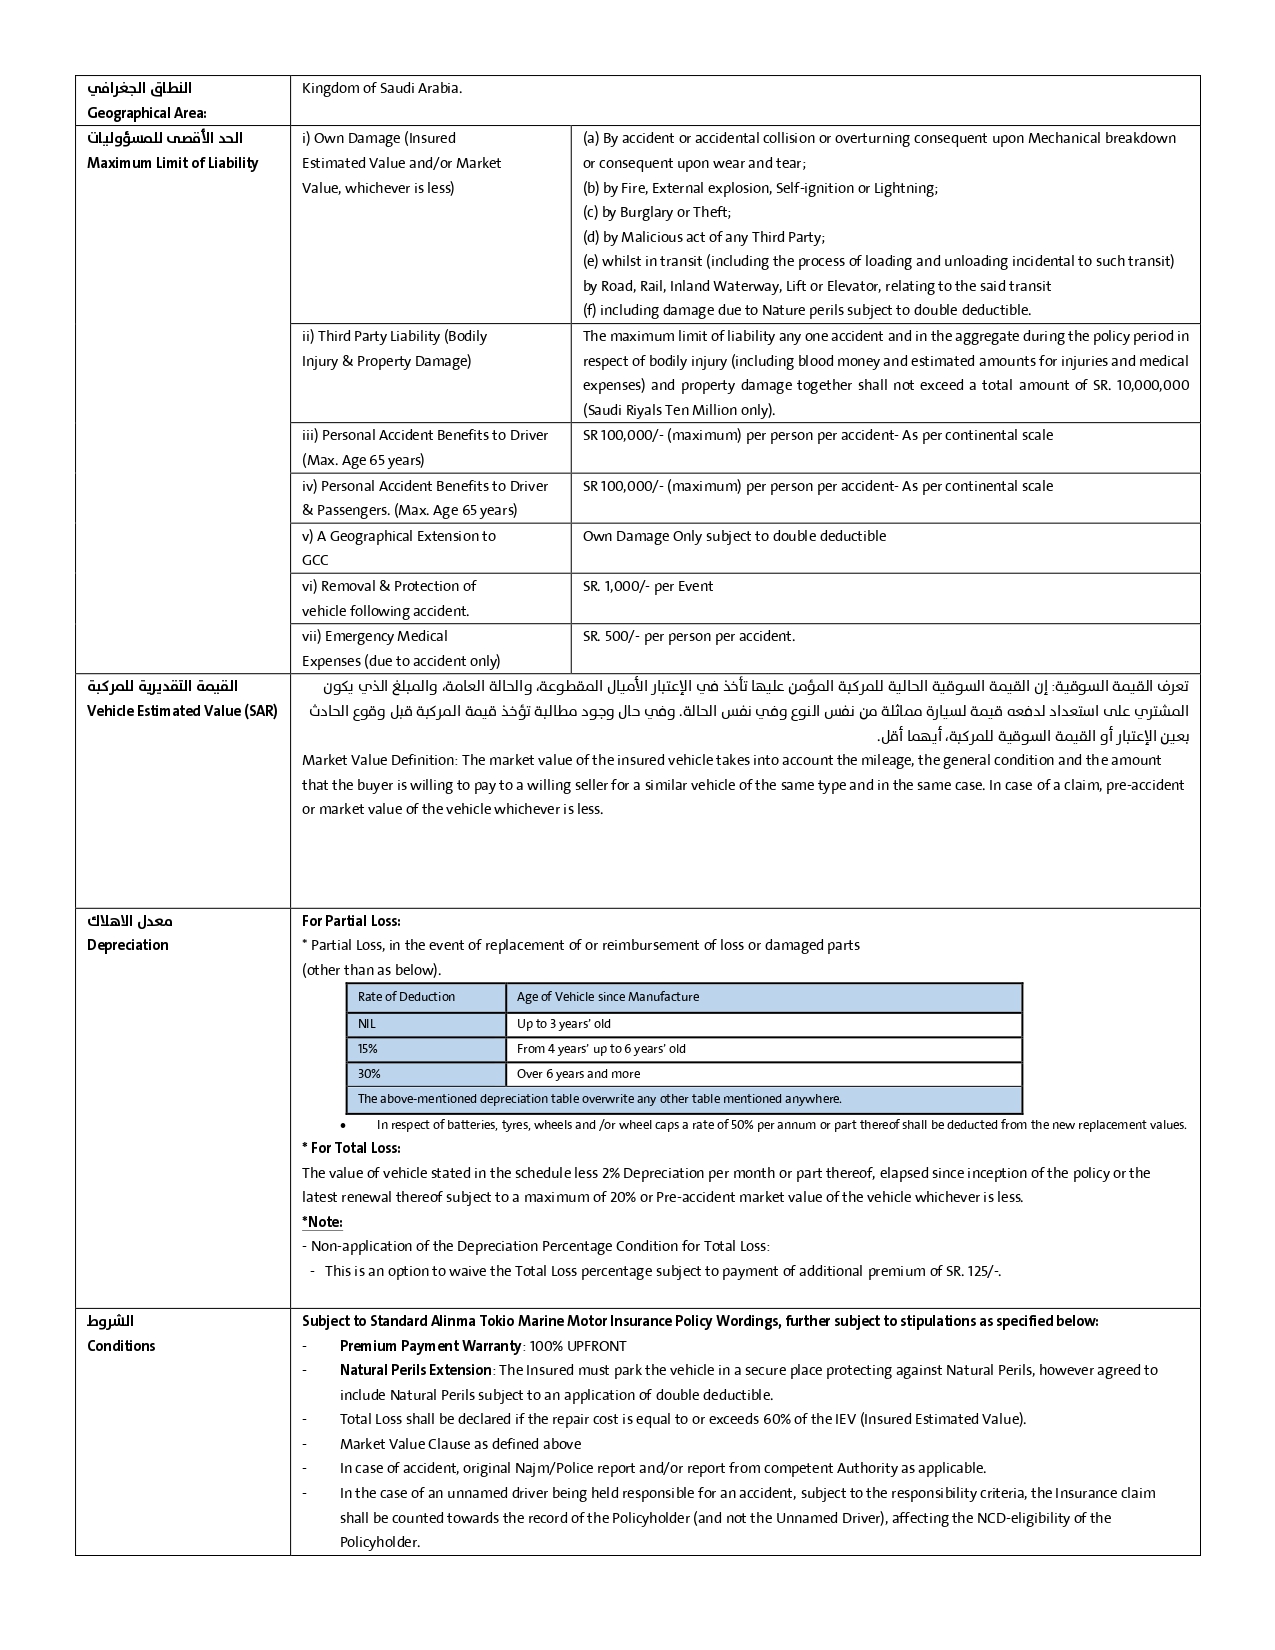 النطاق الجغرافي
Geographical Area:
Kingdom of Saudi Arabia.
الحد الأقصى للمسؤوليات
Maximum Limit of Liability
i) Own Damage (Insured
Estimated Value and/or Market
Value, whichever is less)
(a) By accident or accidental collision or overturning consequent upon Mechanical breakdown
or consequent upon wear and tear;
(b) by Fire, External explosion, Self-ignition or Lightning;
(c) by Burglary or Theft;
(d) by Malicious act of any Third Party;
(e) whilst in transit (including the process of loading and unloading incidental to such transit)
by Road, Rail, Inland Waterway, Lift or Elevator, relating to the said transit
(f) including damage due to Nature perils subject to double deductible.
ii) Third Party Liability (Bodily
Injury & Property Damage)
The maximum limit of liability any one accident and in the aggregate during the policy period in
respect of bodily injury (including blood money and estimated amounts for injuries and medical
expenses) and property damage together shall not exceed a total amount of SR. 10,000,000
(Saudi Riyals Ten Million only).
iii) Personal Accident Benefits to Driver
(Max. Age 65 years)
SR 100,000/- (maximum) per person per accident- As per continental scale
iv) Personal Accident Benefits to Driver
& Passengers. (Max. Age 65 years)
SR 100,000/- (maximum) per person per accident- As per continental scale
v) A Geographical Extension to
GCC
Own Damage Only subject to double deductible
vi) Removal & Protection of
vehicle following accident.
SR. 1,000/- per Event
vii) Emergency Medical
Expenses (due to accident only)
SR. 500/- per person per accident.
القيمة التقديرية للمركبة
Vehicle Estimated Value (SAR)
تعرف القيمة السوقية: إن القيمة السوقية الحالية للمركبة المؤمن عليها تأخذ في الإعتبار الأميال المقطوعة، والحالة العامة، والمبلغ الذي يكون
المشتري على استعداد لدفعه قيمة لسيارة مماثلة من نفس النوع وفي نفس الحالة. وفي حال وجود مطالبة تؤخذ قيمة المركبة قبل وقوع الحادث
بعين الإعتبار أو القيمة السوقية للمركبة، أيهما أقل.
Market Value Definition: The market value of the insured vehicle takes into account the mileage, the general condition and the amount
that the buyer is willing to pay to a willing seller for a similar vehicle of the same type and in the same case. In case of a claim, pre-accident
or market value of the vehicle whichever is less.
معدل الاهلاك
Depreciation
For Partial Loss:
* Partial Loss, in the event of replacement of or reimbursement of loss or damaged parts
(other than as below).
Rate of Deduction Age of Vehicle since Manufacture
NIL Up to 3 years’ old
15% From 4 years’ up to 6 years’ old
30% Over 6 years and more
The above-mentioned depreciation table overwrite any other table mentioned anywhere.
• In respect of batteries, tyres, wheels and /or wheel caps a rate of 50% per annum or part thereof shall be deducted from the new replacement values.
* For Total Loss:
The value of vehicle stated in the schedule less 2% Depreciation per month or part thereof, elapsed since inception of the policy or the
latest renewal thereof subject to a maximum of 20% or Pre-accident market value of the vehicle whichever is less.
*Note:
- Non-application of the Depreciation Percentage Condition for Total Loss:
- This is an option to waive the Total Loss percentage subject to payment of additional premium of SR. 125/-.
الشروط
Conditions
Subject to Standard Alinma Tokio Marine Motor Insurance Policy Wordings, further subject to stipulations as specified below:
- Premium Payment Warranty: 100% UPFRONT
- Natural Perils Extension: The Insured must park the vehicle in a secure place protecting against Natural Perils, however agreed to
include Natural Perils subject to an application of double deductible.
- Total Loss shall be declared if the repair cost is equal to or exceeds 60% of the IEV (Insured Estimated Value).
- Market Value Clause as defined above
- In case of accident, original Najm/Police report and/or report from competent Authority as applicable.
- In the case of an unnamed driver being held responsible for an accident, subject to the responsibility criteria, the Insurance claim
shall be counted towards the record of the Policyholder (and not the Unnamed Driver), affecting the NCD-eligibility of the
Policyholder.